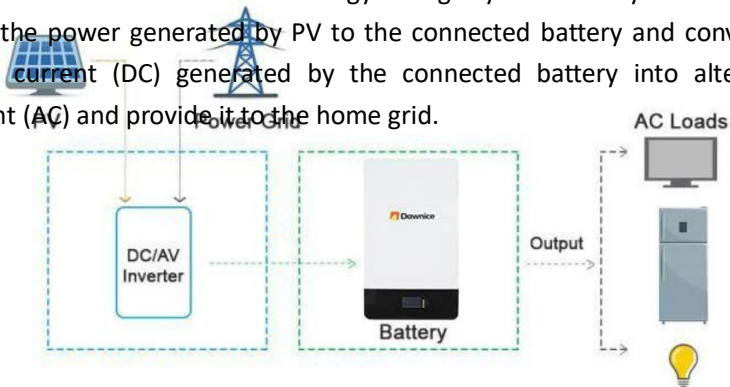 the power generated by PV to the connected battery and conv
current (DC) generated by the connected battery into alte
nt (AC) and provide it to the home grid.
PV
Power Grid
AC Loads
DC/AV
Inverter
Dawnice
Output
Battery